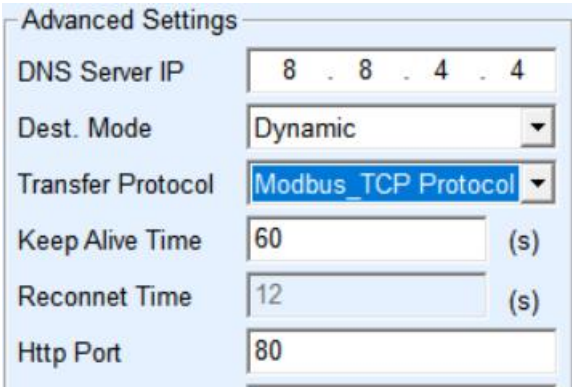 Advanced Settings
DNS Server IP 8 . 8 . 4 . 4
Dest. Mode Dynamic
Transfer Protocol Modbus_TCP Protocol
Keep Alive Time 60 (s)
Reconnet Time 12 (s)
Http Port 80